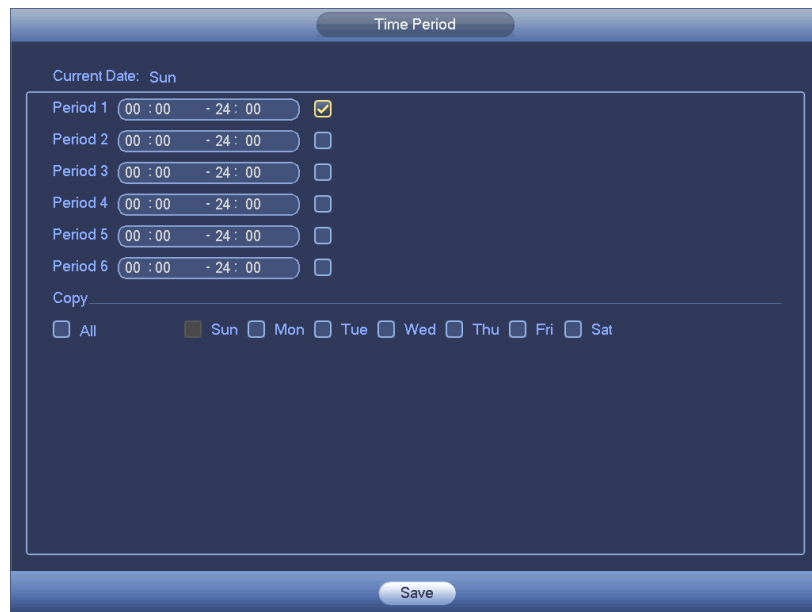 Time Period
Current Date: Sun
Period 1 00 :00 - 24 : 00
Period 2 00 :00 - 24 : 00
Period 3 00 :00 - 24 : 00
Period 4 00 :00 - 24 : 00
Period 5 00 :00 - 24 : 00
Period 6 00 :00 - 24 : 00
Copy
All Sun Mon Tue Wed Thu Fri Sat
Save